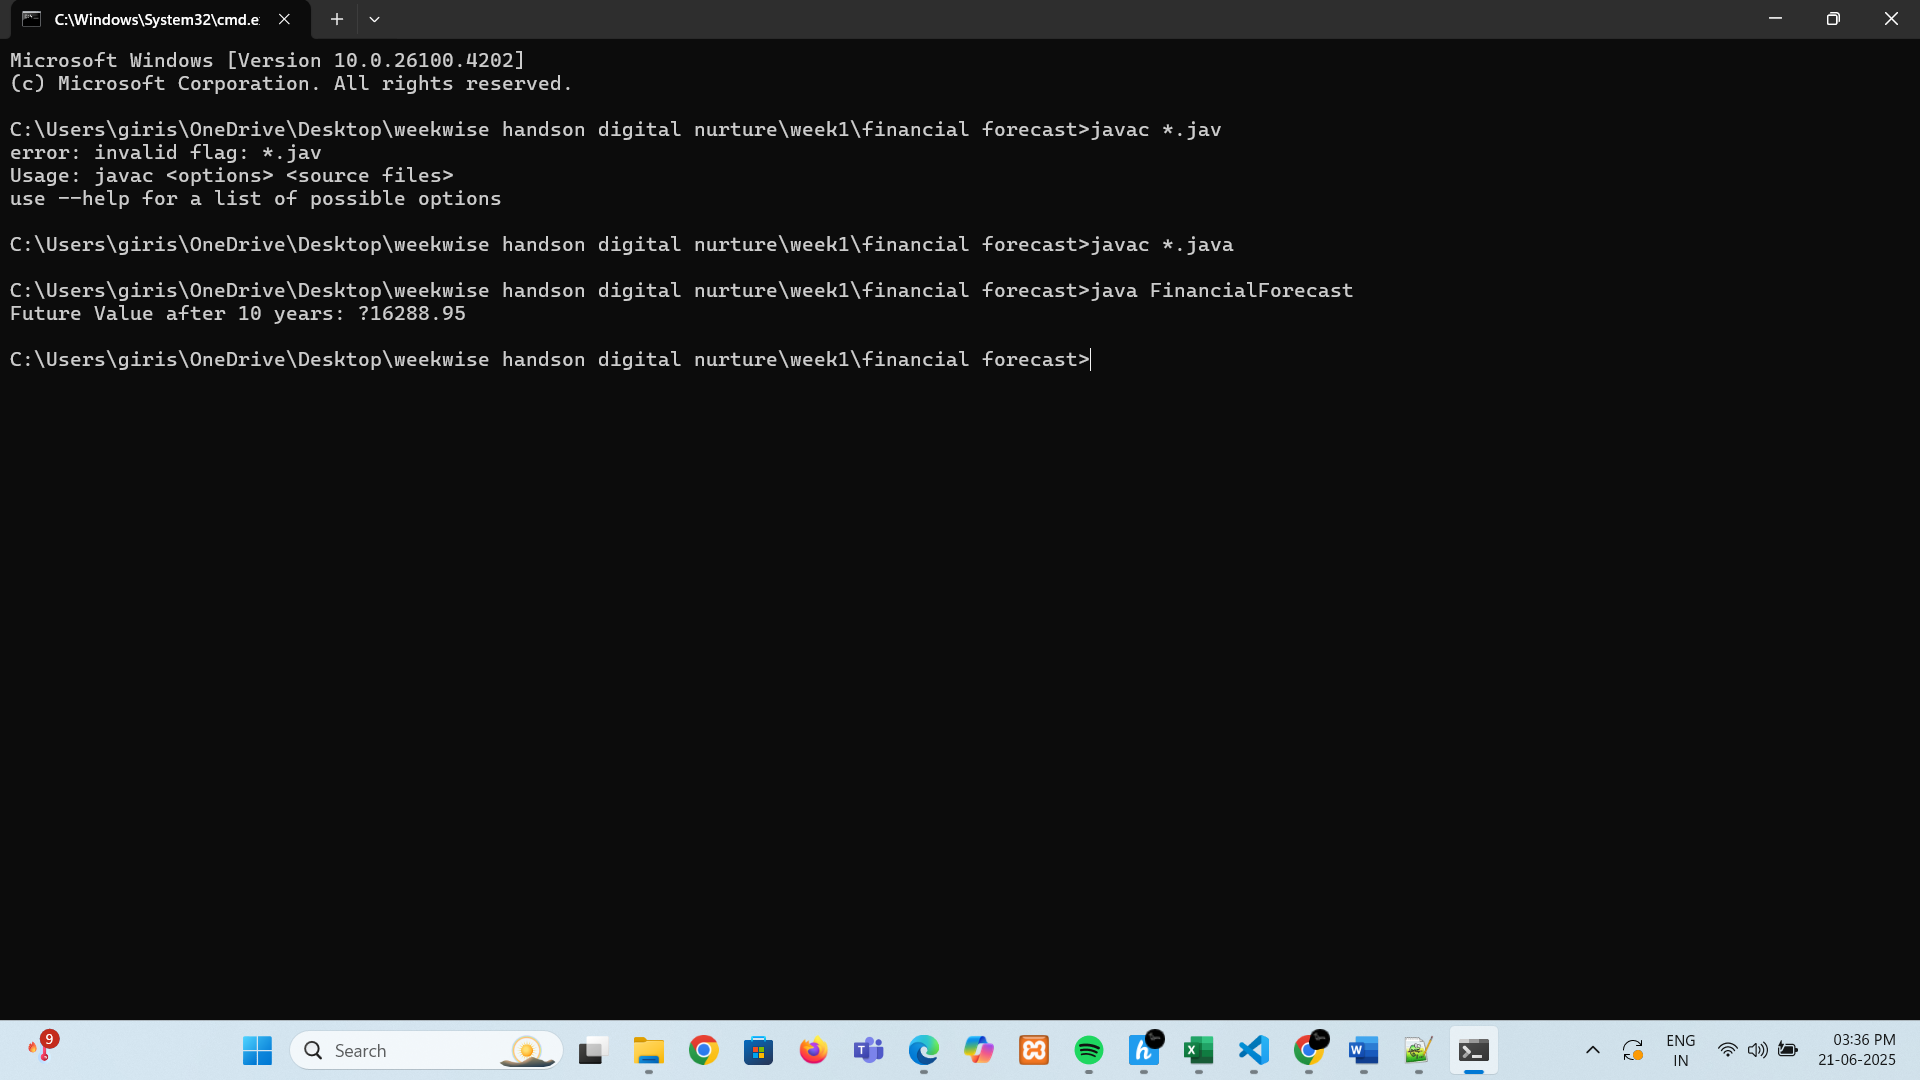 C:\Windows\System32\cmd.e
Microsoft Windows [Version 10.0.26100.4202]
(c) Microsoft Corporation. All rights reserved.
C:\Users\giris\OneDrive\Desktop\weekwise handson digital nurture\week1\financial forecast>javac *.jav
error: invalid flag: *.jav
Usage: javac <options> <source files>
use --help for a list of possible options
C:\Users\giris\OneDrive\Desktop\weekwise handson digital nurture\week1\financial forecast>javac *.java
C:\Users\giris\OneDrive\Desktop\weekwise handson digital nurture\week1\financial forecast>java FinancialForecast
Future Value after 10 years: ?16288.95
C:\Users\giris\OneDrive\Desktop\weekwise handson digital nurture\week1\financial forecast>
9
Search
ENG
IN
03:36 PM
21-06-2025